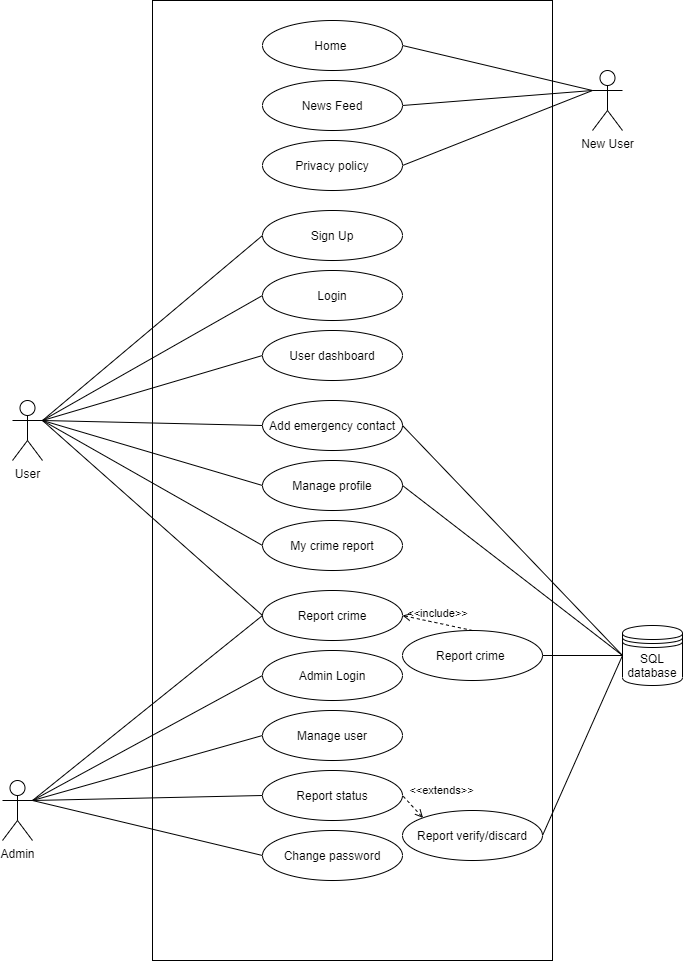 Home
News Feed
New User
Privacy policy
Sign Up
Login
User dashboard
Add emergency contact
User
Manage profile
My crime report
Report crime
<<include>>
Report crime
SQL
database
Admin Login
Manage user
Report status
<<extends>>
Report verify/discard
Admin
Change password